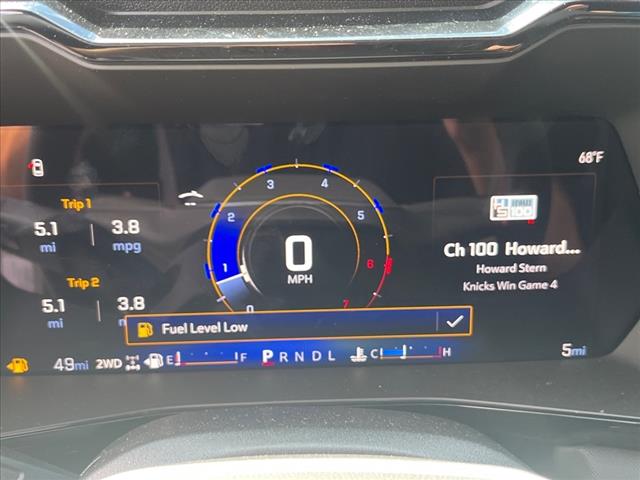 68°F
Trip 1
5.1 3.8
mi mpg
Trip 2
5.1 3.8
mi
0
1
2
3
4
5
6
7
0
MPH
100
Ch 100 Howard...
Howard Stern
Knicks Win Game 4
Fuel Level Low
49mi 2WD E F P R N D L C H 5mi